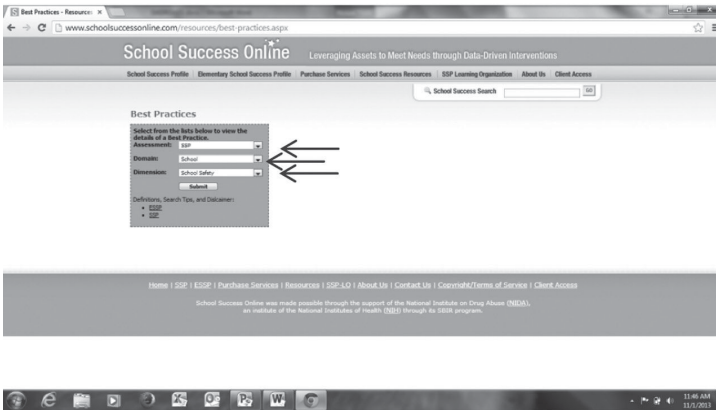 Best Practices - Resources
www.schoolsuccessonline.com/resources/best-practices.aspx
School Success Online Leveraging Assets to Meet Needs through Data-Driven Interventions
School Success Profile Elementary School Success Profile Purchase Services School Success Resources SSP Learning Organization About Us Client Access
School Success Search GO
Best Practices
Select from the lists below to view the
details of a Best Practice.
Assessment: SSP
Domain: School
Dimension: School Safety
Submit
Definitions, Search Tips, and Dislcaimer:
• ESSP
• SSP
Home | SSP | ESSP | Purchase Services | Resources | SSP-LO | About Us | Contact Us | Copyright/Terms of Service | Client Access
School Success Online was made possible through the support of the National Institute on Drug Abuse (NIDA),
an institute of the National Institutes of Health (NIH) through its SBIR program.
11:46 AM
11/1/2013